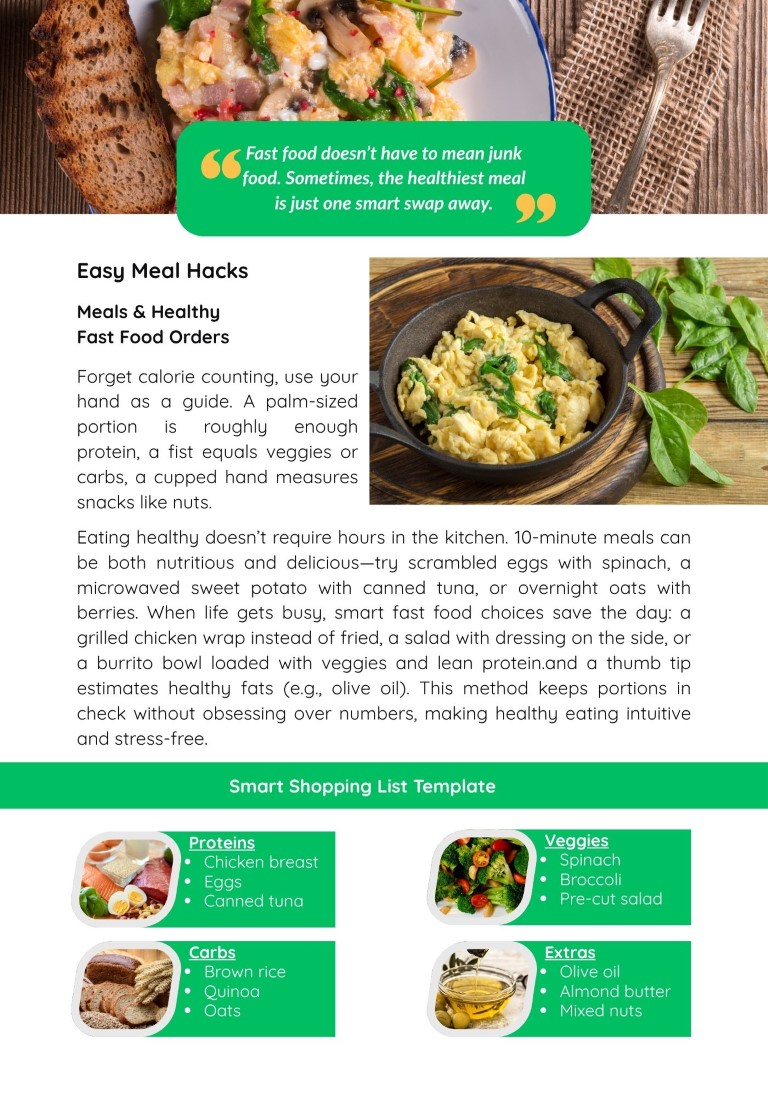 Fast food doesn’t have to mean junk
food. Sometimes, the healthiest meal
is just one smart swap away.
Easy Meal Hacks
Meals & Healthy
Fast Food Orders
Forget calorie counting, use your
hand as a guide. A palm-sized
portion is roughly enough
protein, a fist equals veggies or
carbs, a cupped hand measures
snacks like nuts.
Eating healthy doesn’t require hours in the kitchen. 10-minute meals can
be both nutritious and delicious—try scrambled eggs with spinach, a
microwaved sweet potato with canned tuna, or overnight oats with
berries. When life gets busy, smart fast food choices save the day: a
grilled chicken wrap instead of fried, a salad with dressing on the side, or
a burrito bowl loaded with veggies and lean protein.and a thumb tip
estimates healthy fats (e.g., olive oil). This method keeps portions in
check without obsessing over numbers, making healthy eating intuitive
and stress-free.
Smart Shopping List Template
Proteins
• Chicken breast
• Eggs
• Canned tuna
Veggies
• Spinach
• Broccoli
• Pre-cut salad
Carbs
• Brown rice
• Quinoa
• Oats
Extras
• Olive oil
• Almond butter
• Mixed nuts